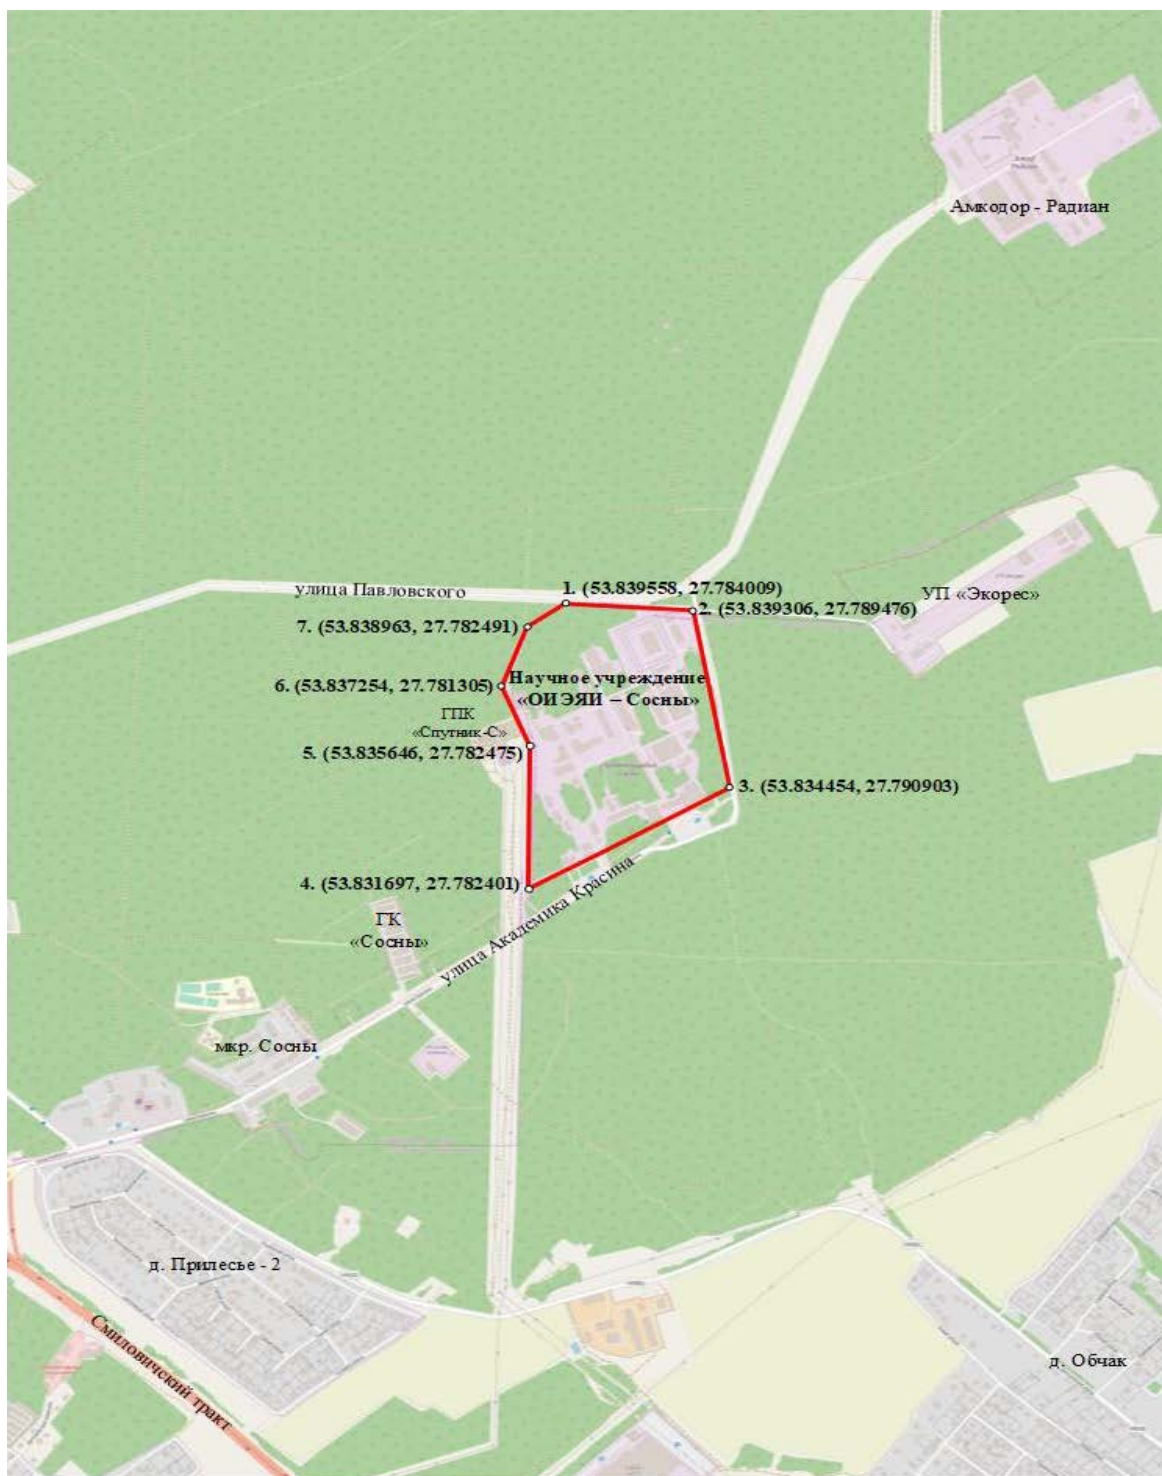 Амкодор - Радиан
улица Павловского
1. (53.839558, 27.784009)
УП «Экорес»
2. (53.839306, 27.789476)
7. (53.838963, 27.782491)
Научное учреждение
«ОИЭЯИ – Сосны»
6. (53.837254, 27.781305)
ГПК
«Спутник-С»
5. (53.835646, 27.782475)
3. (53.834454, 27.790903)
4. (53.831697, 27.782401)
улица Академика Красина
ГК
«Сосны»
мкр. Сосны
д. Прилесье - 2
Смиловичский тракт
д. Обчак